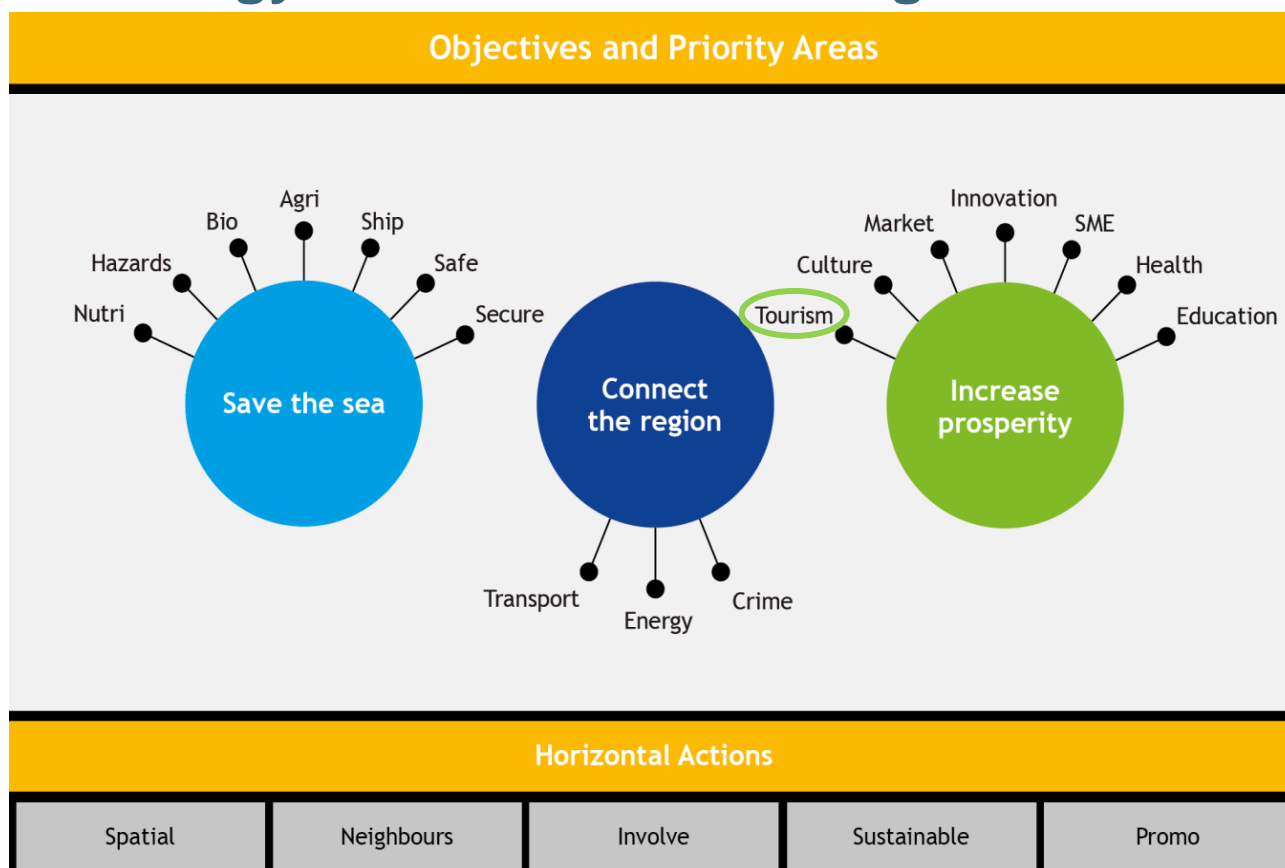 Objectives and Priority Areas
Nutri
Hazards
Bio
Agri
Ship
Safe
Secure
Save the sea
Connect
the region
Transport
Energy
Crime
Tourism
Culture
Market
Innovation
SME
Health
Education
Increase
prosperity
Horizontal Actions
Spatial
Neighbours
Involve
Sustainable
Promo